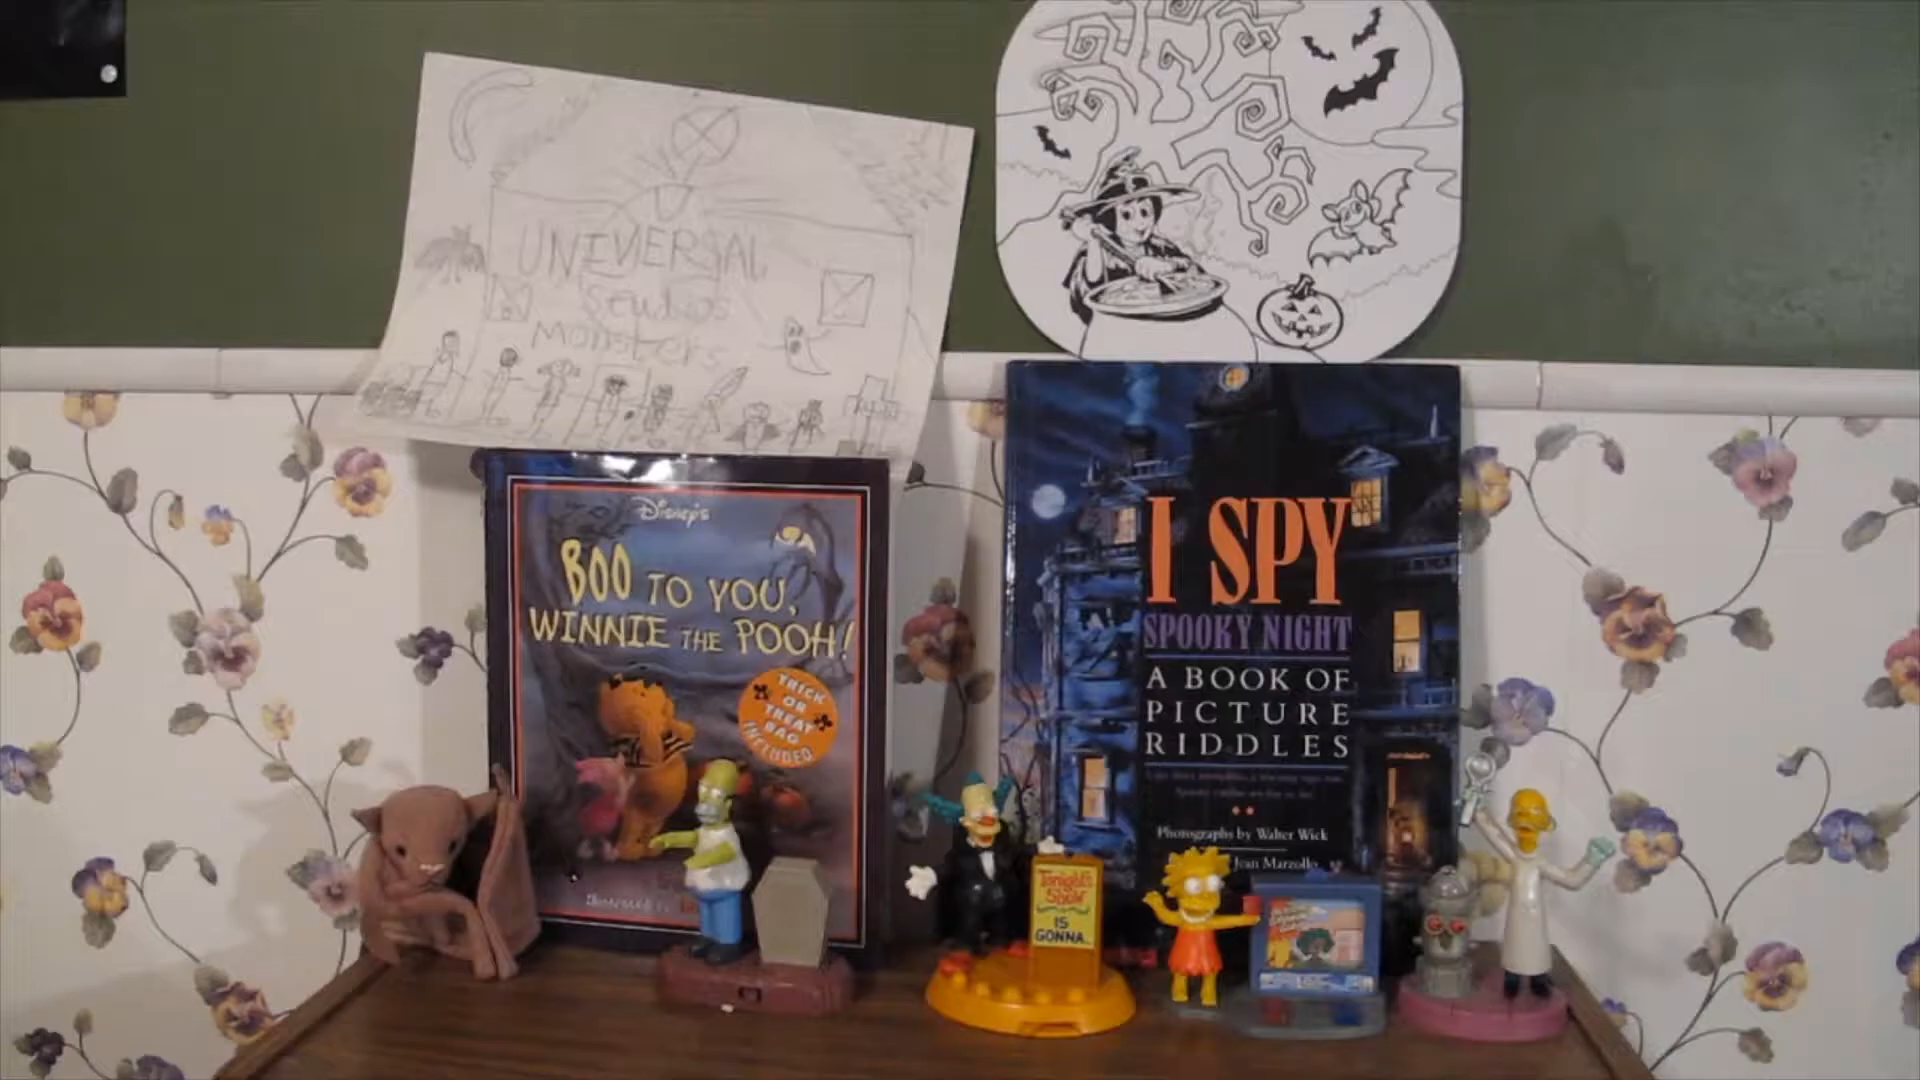 UNIVERSAL
Studios
Monsters
Disney's
BOO TO YOU,
WINNIE THE POOH!
TRICK
OR
TREAT
BAG
INCLUDED
I SPY
SPOOKY NIGHT
A BOOK OF
PICTURE
RIDDLES
Photographs by Walter Wick
Jean Marzollo
Tonight's
Show
IS
GONNA..